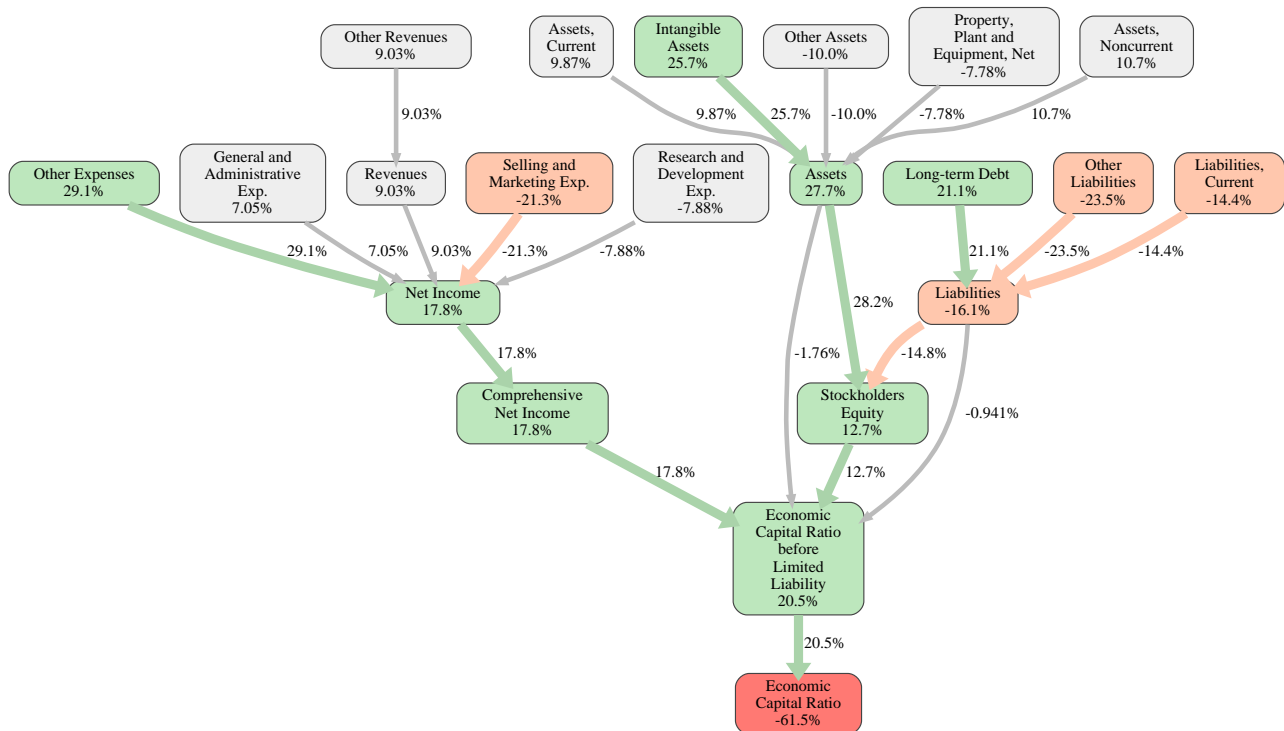 Other Revenues
9.03%
Assets,
Current
9.87%
Intangible
Assets
25.7%
Other Assets
-10.0%
Property,
Plant and
Equipment, Net
-7.78%
Assets,
Noncurrent
10.7%
9.03%
9.87%
25.7%
-10.0%
-7.78%
10.7%
Other Expenses
29.1%
General and
Administrative
Exp.
7.05%
Revenues
9.03%
Selling and
Marketing Exp.
-21.3%
Research and
Development
Exp.
-7.88%
Assets
27.7%
Long-term Debt
21.1%
Other
Liabilities
-23.5%
Liabilities,
Current
-14.4%
29.1%
7.05%
9.03%
-21.3%
-7.88%
21.1%
-23.5%
-14.4%
Net Income
17.8%
28.2%
Liabilities
-16.1%
17.8%
-1.76%
-14.8%
Comprehensive
Net Income
17.8%
Stockholders
Equity
12.7%
-0.941%
17.8%
12.7%
Economic
Capital Ratio
before
Limited
Liability
20.5%
20.5%
Economic
Capital Ratio
-61.5%